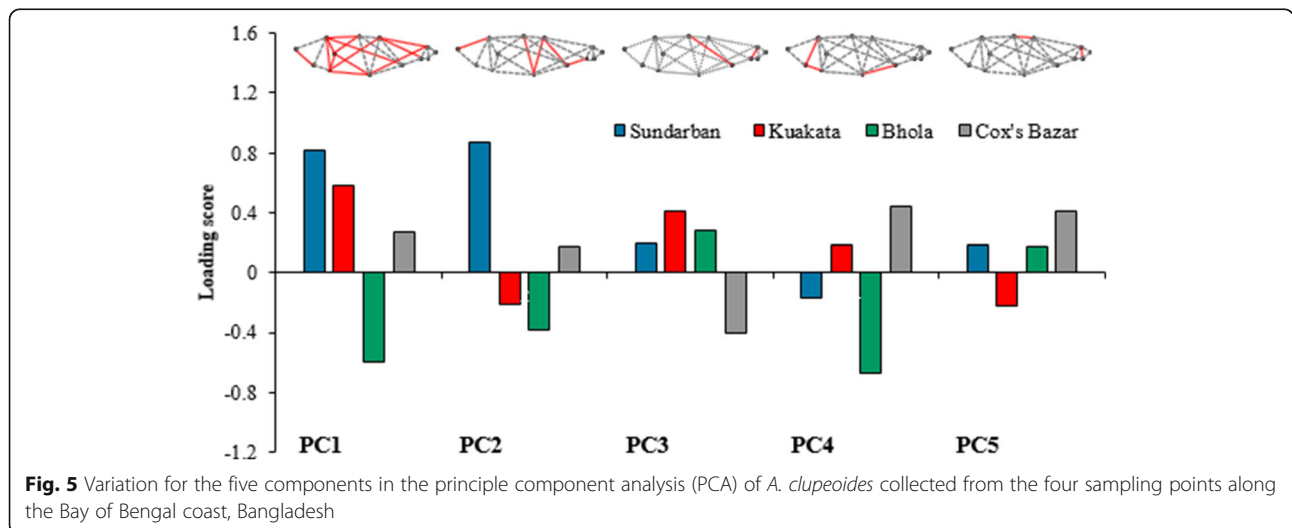 1.6
1.2
0.8
0.4
0
-0.4
-0.8
-1.2
Loading score
Sundarban Kuakata Bhola Cox's Bazar
PC1 PC2 PC3 PC4 PC5
Fig. 5 Variation for the five components in the principle component analysis (PCA) of A. clupeoides collected from the four sampling points along
the Bay of Bengal coast, Bangladesh